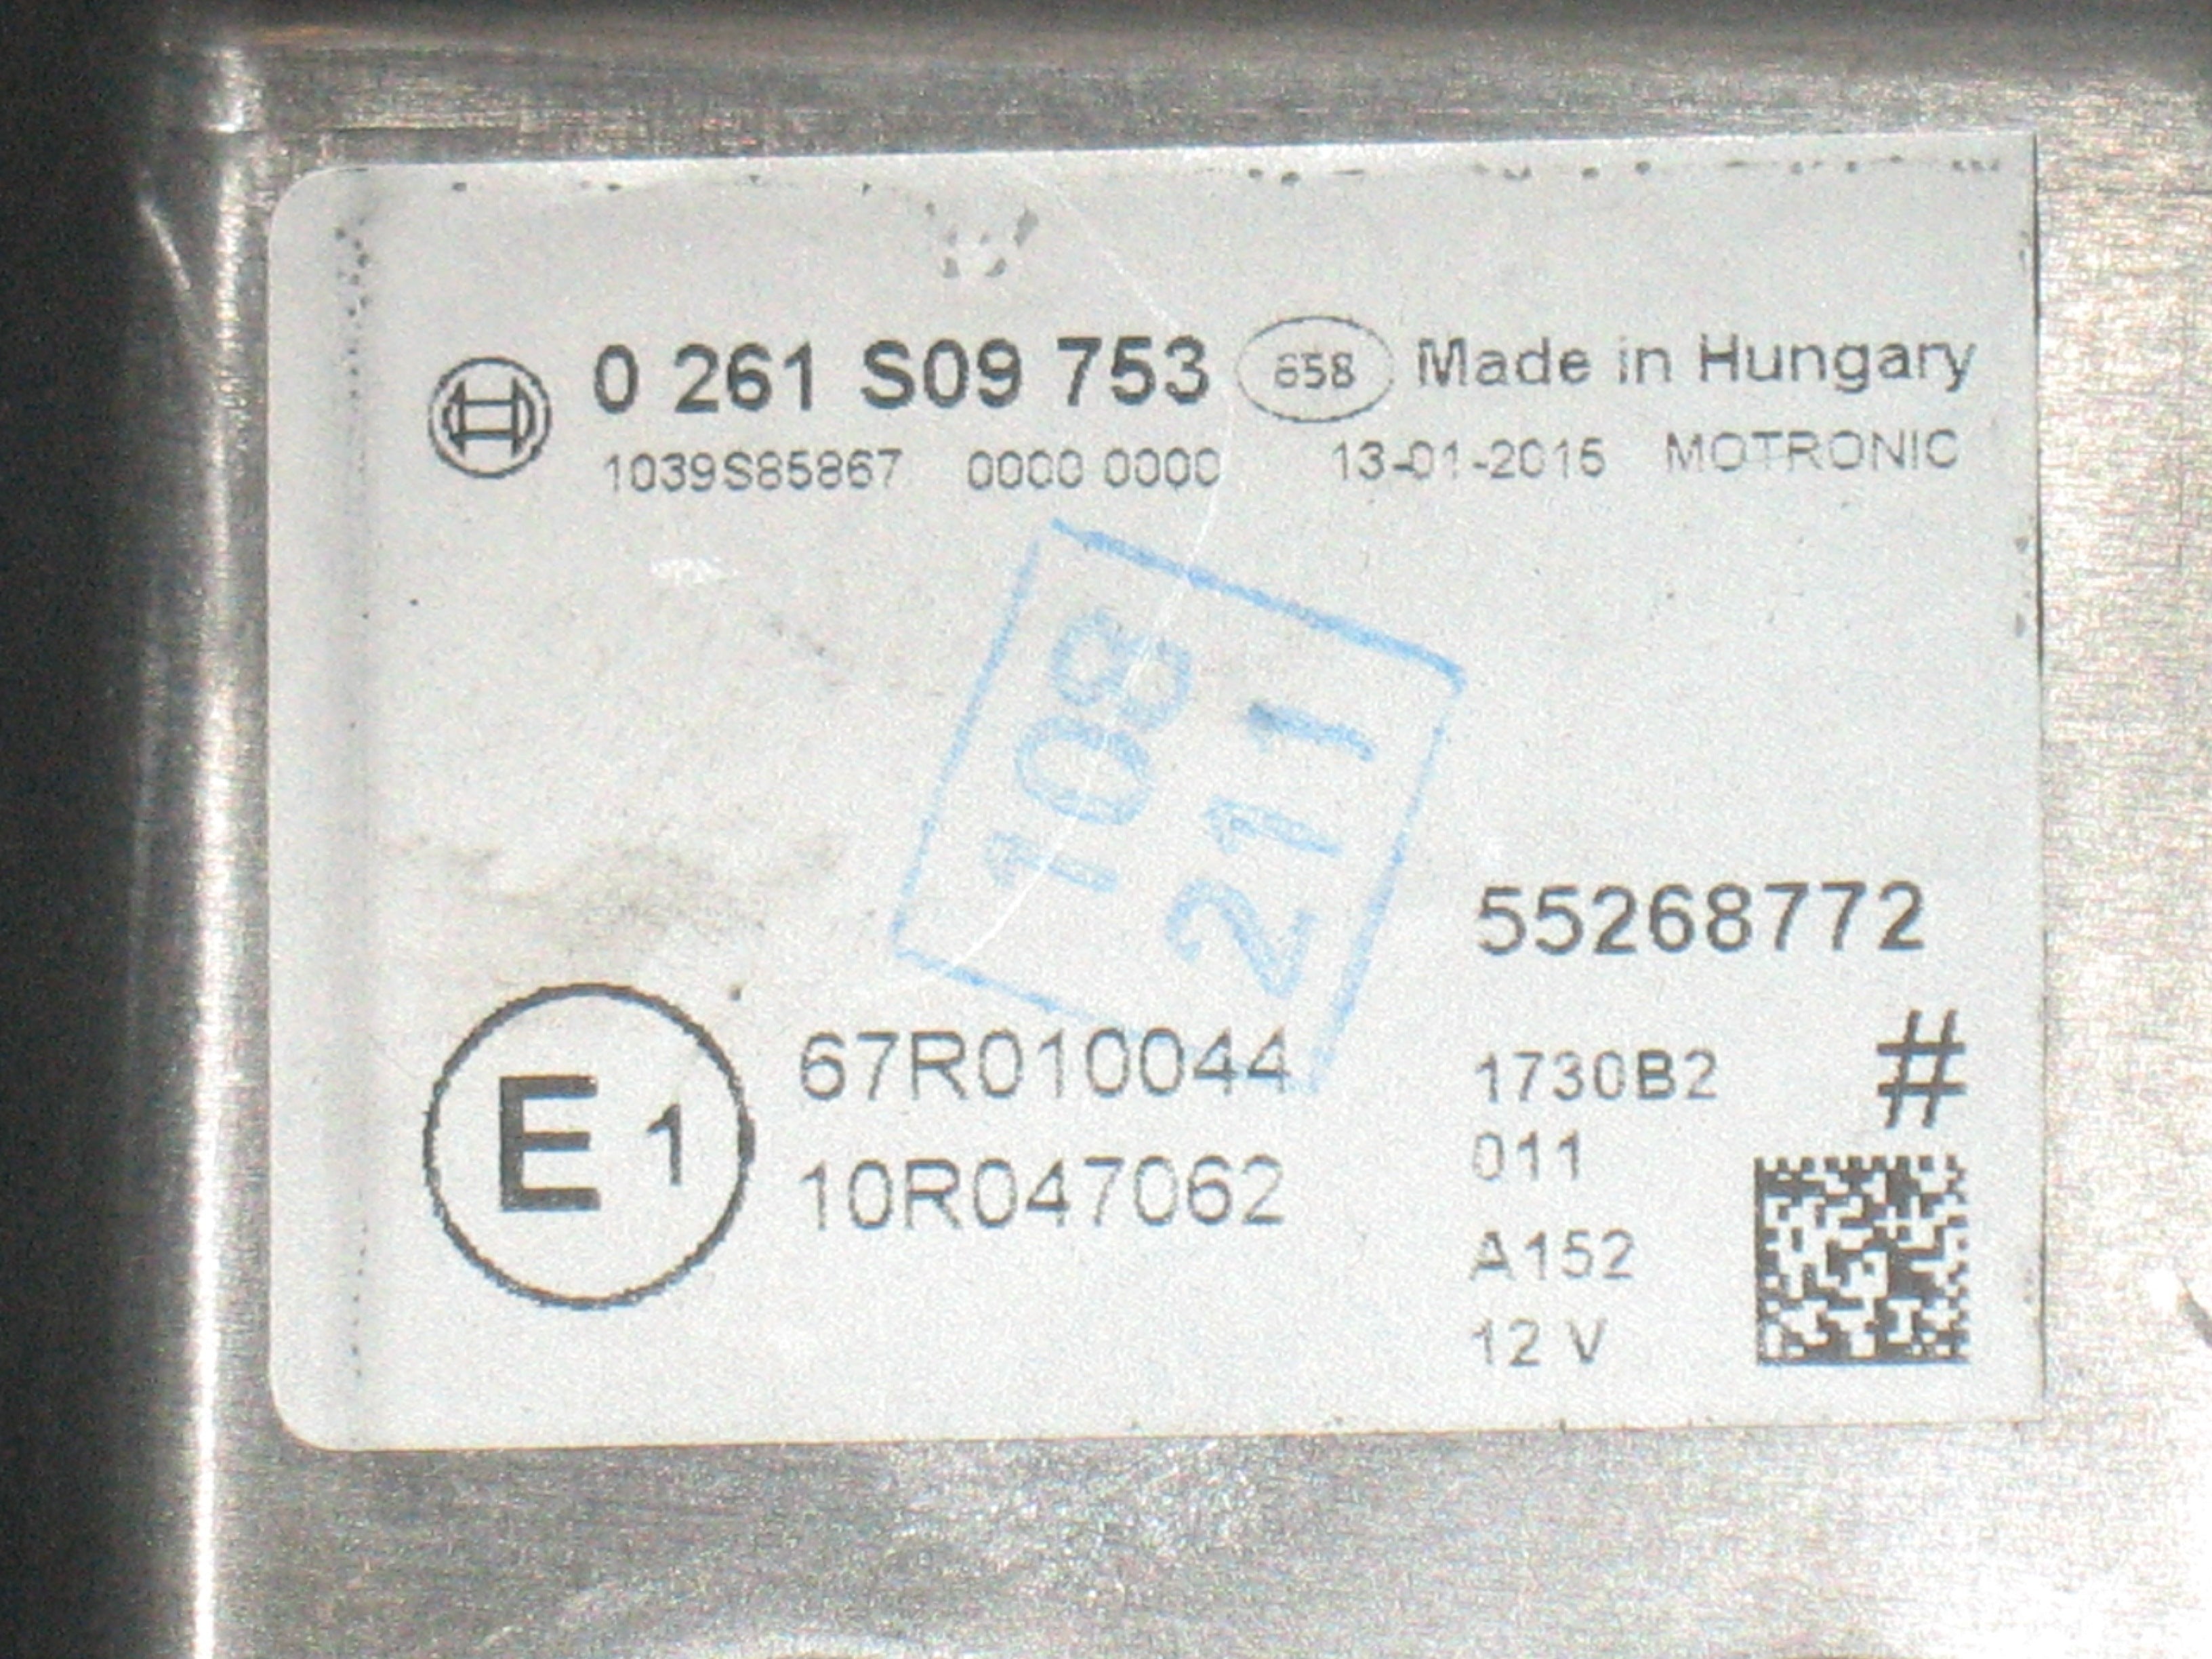 0 261 S09 753 658 Made in Hungary
1039S85867 0000 0000 13-01-2015 MOTRONIC
211
55268772
E1 67R010044 1730B2 #
011
10R047062
A152
12 V